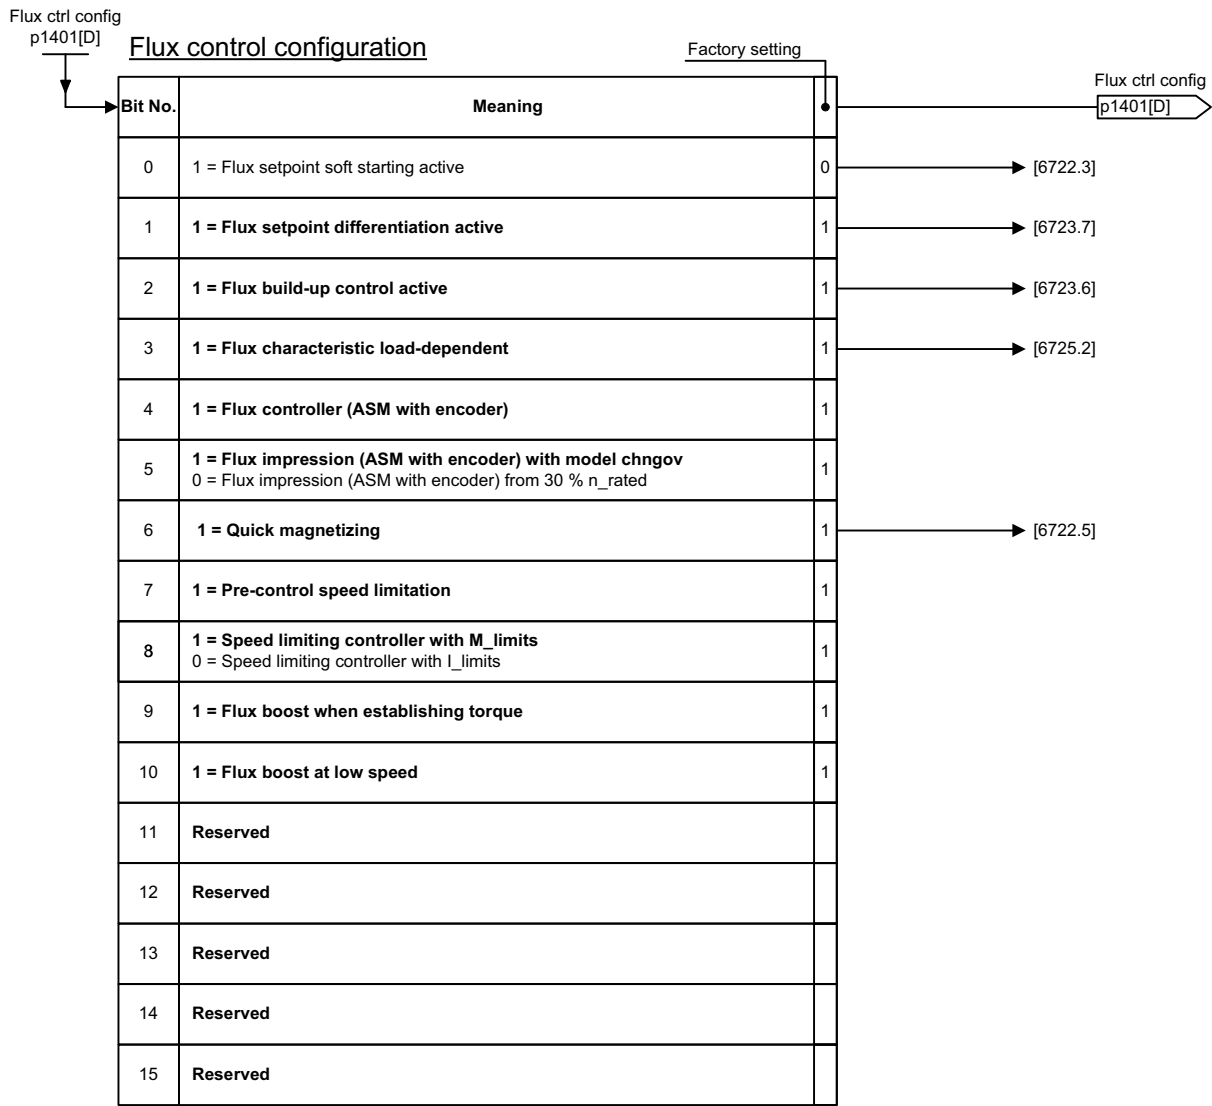 Flux ctrl config
p1401[D]
Flux control configuration
Factory setting
Flux ctrl config
p1401[D]
Bit No. Meaning
0 1 = Flux setpoint soft starting active 0 [6722.3]
1 1 = Flux setpoint differentiation active 1 [6723.7]
2 1 = Flux build-up control active 1 [6723.6]
3 1 = Flux characteristic load-dependent 1 [6725.2]
4 1 = Flux controller (ASM with encoder) 1
5 1 = Flux impression (ASM with encoder) with model chngov 1
0 = Flux impression (ASM with encoder) from 30 % n_rated
6 1 = Quick magnetizing 1 [6722.5]
7 1 = Pre-control speed limitation 1
8 1 = Speed limiting controller with M_limits 1
0 = Speed limiting controller with I_limits
9 1 = Flux boost when establishing torque 1
10 1 = Flux boost at low speed 1
11 Reserved
12 Reserved
13 Reserved
14 Reserved
15 Reserved